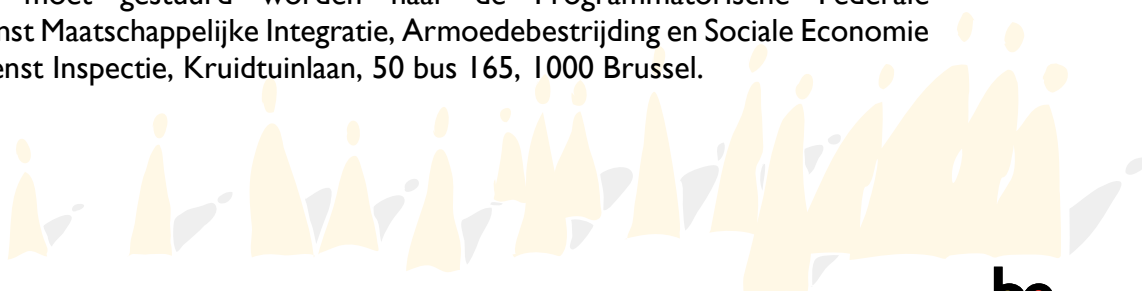 moet gestuurd worden naar de Programmatorische Federale
nst Maatschappelijke Integratie, Armoedebestrijding en Sociale Economie
enst Inspectie, Kruidtuinlaan, 50 bus 165, 1000 Brussel.
be